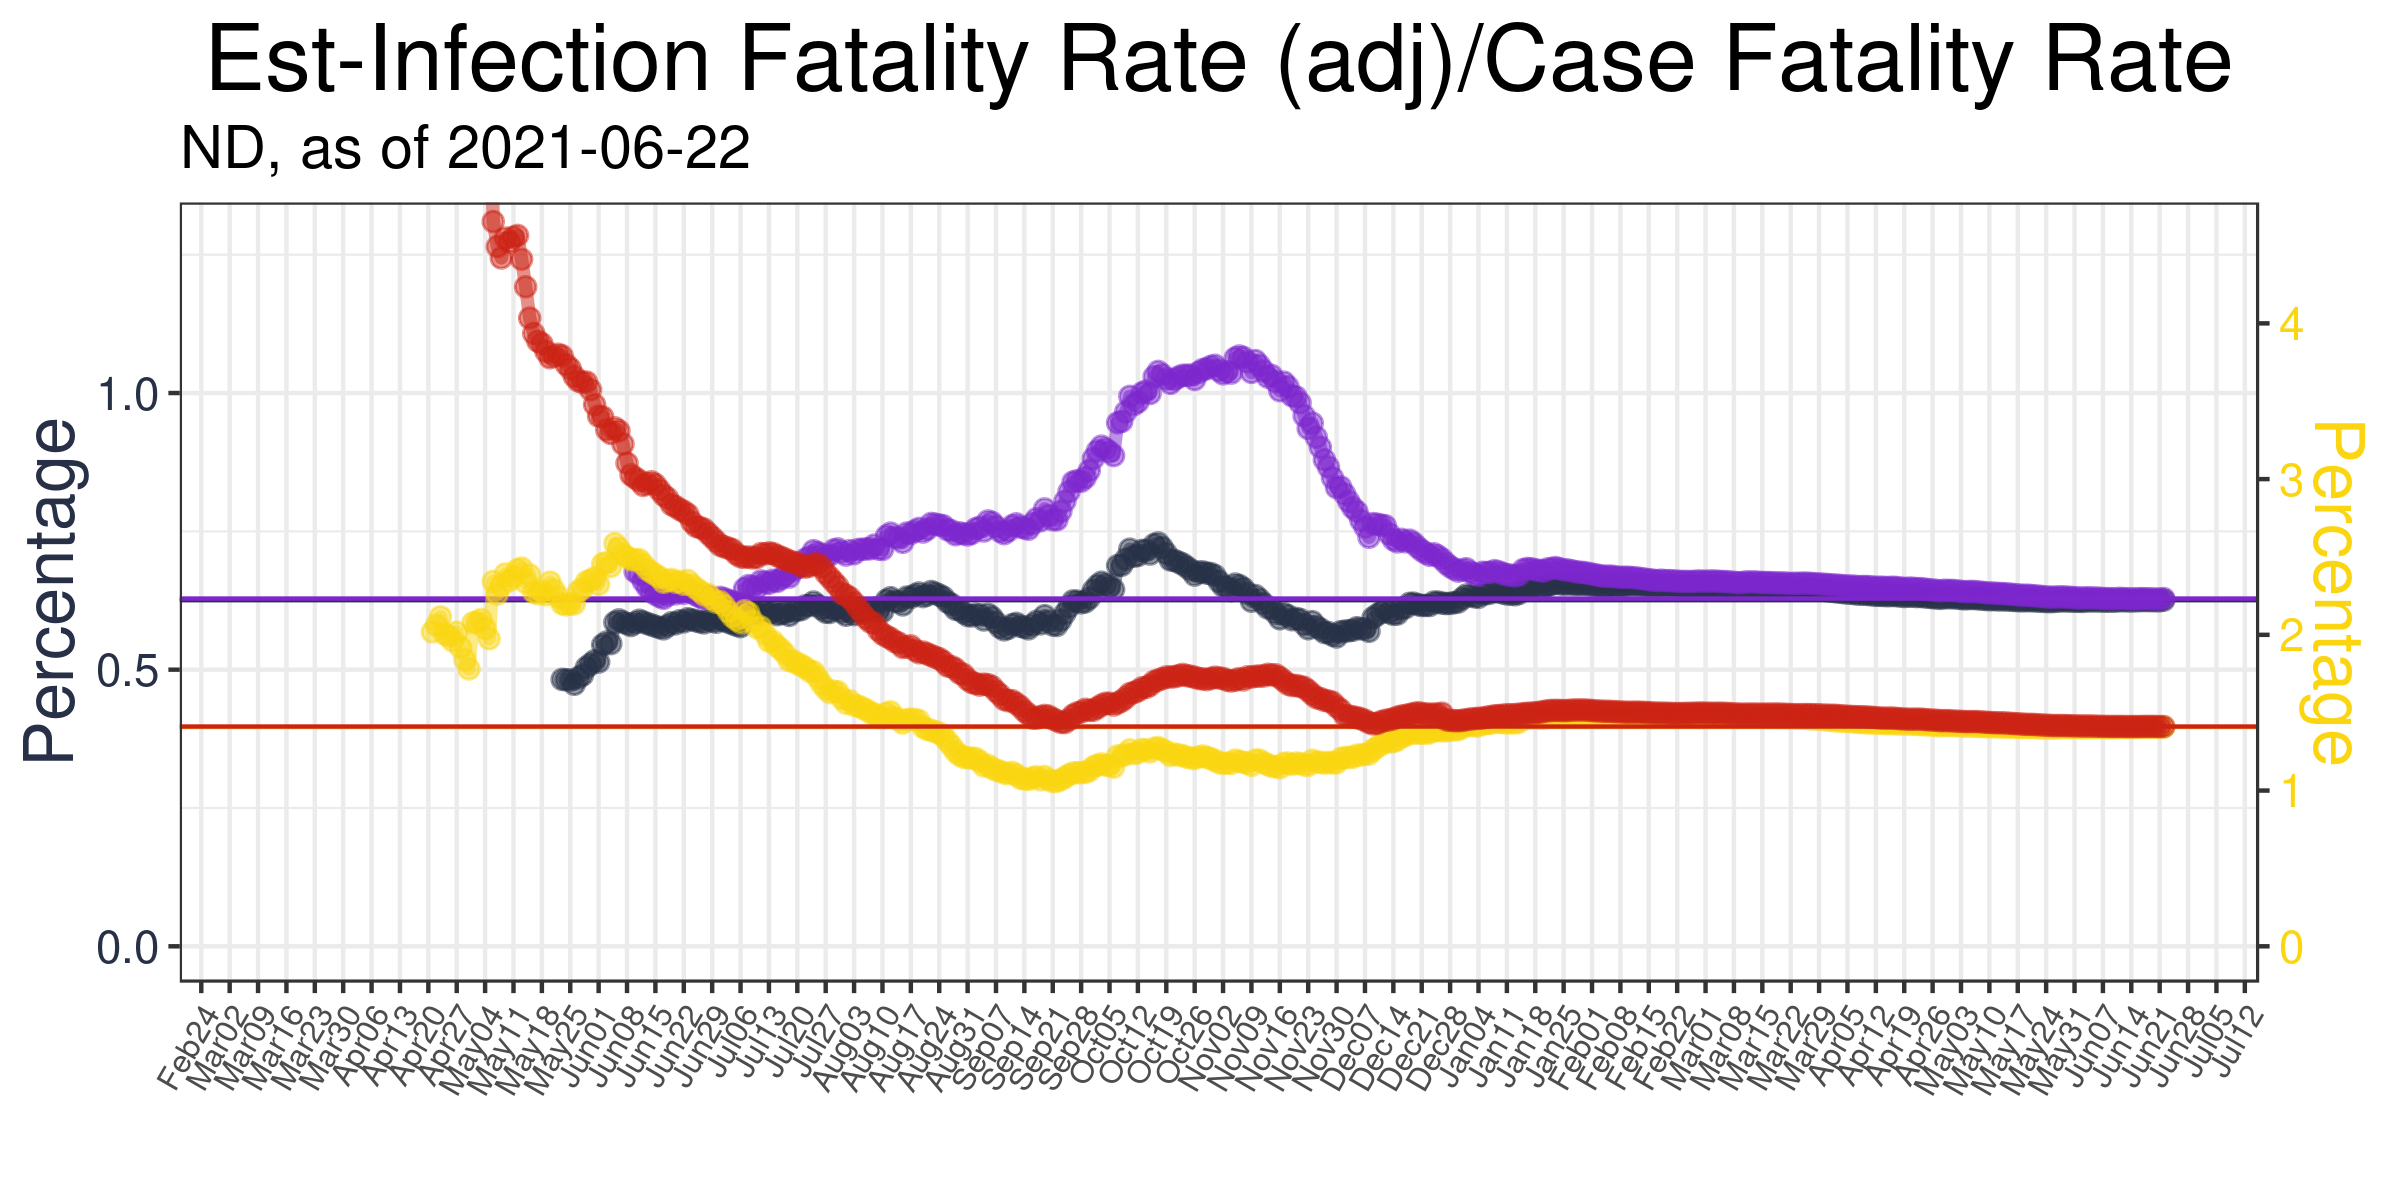 Est-Infection Fatality Rate (adj)/Case Fatality Rate
ND, as of 2021-06-22
Percentage
1.0
0.5
0.0
4
3
2
1
0
Percentage
Feb24
Mar02
Mar09
Mar16
Mar23
Mar30
Apr06
Apr13
Apr20
Apr27
May04
May11
May18
May25
Jun01
Jun08
Jun15
Jun22
Jun29
Jul06
Jul13
Jul20
Jul27
Aug03
Aug10
Aug17
Aug24
Aug31
Sep07
Sep14
Sep21
Sep28
Oct05
Oct12
Oct19
Oct26
Nov02
Nov09
Nov16
Nov23
Nov30
Dec07
Dec14
Dec21
Dec28
Jan04
Jan11
Jan18
Jan25
Feb01
Feb08
Feb15
Feb22
Mar01
Mar08
Mar15
Mar22
Mar29
Apr05
Apr12
Apr19
Apr26
May03
May10
May17
May24
May31
Jun07
Jun14
Jun21
Jun28
Jul05
Jul12